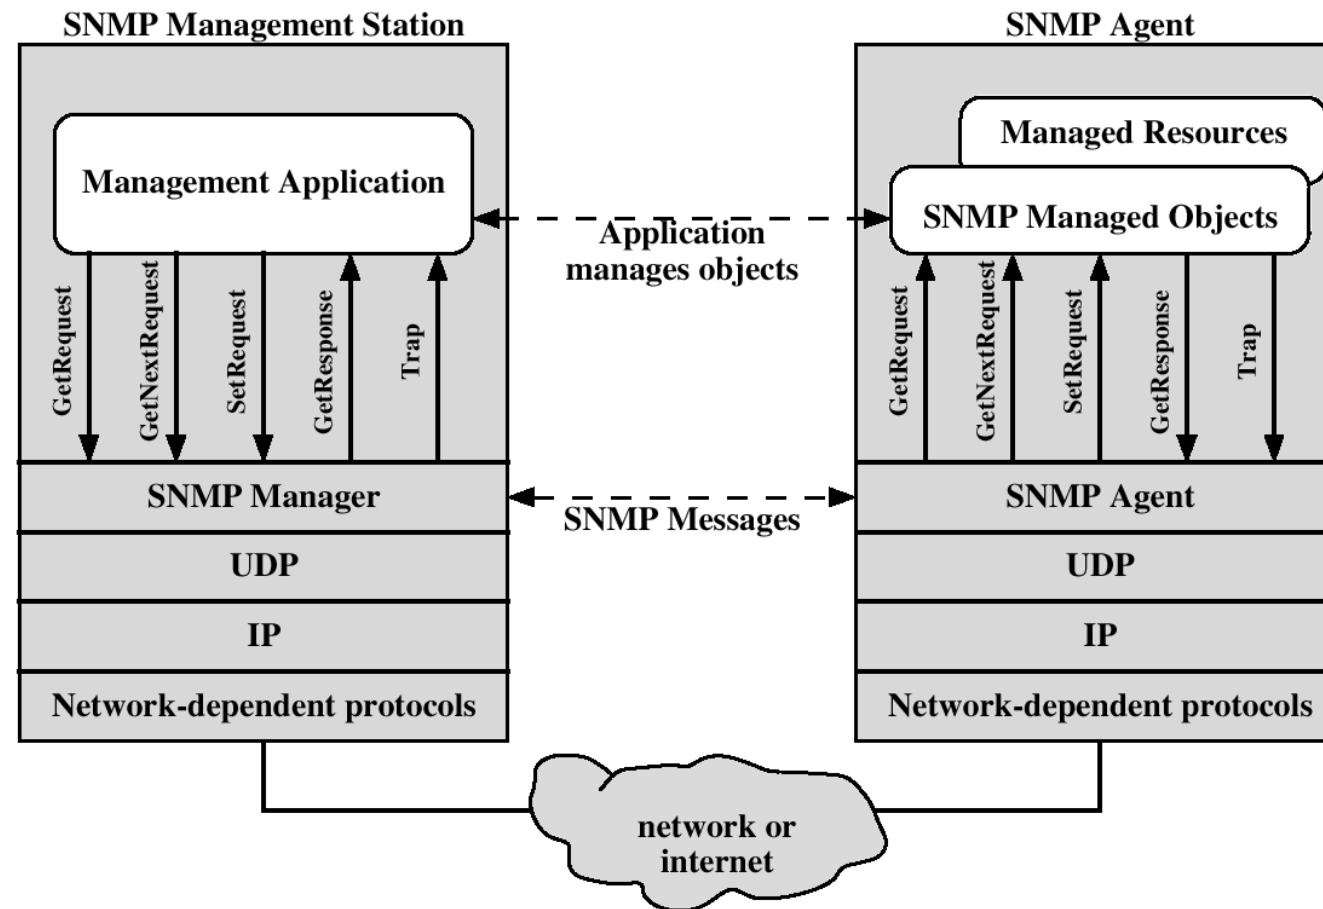 SNMP Management Station
SNMP Agent
Management Application
Managed Resources
SNMP Managed Objects
Application
manages objects
GetRequest
GetNextRequest
SetRequest
GetResponse
Trap
GetRequest
GetNextRequest
SetRequest
GetResponse
Trap
SNMP Manager
SNMP Messages
SNMP Agent
UDP
UDP
IP
IP
Network-dependent protocols
Network-dependent protocols
network or
internet